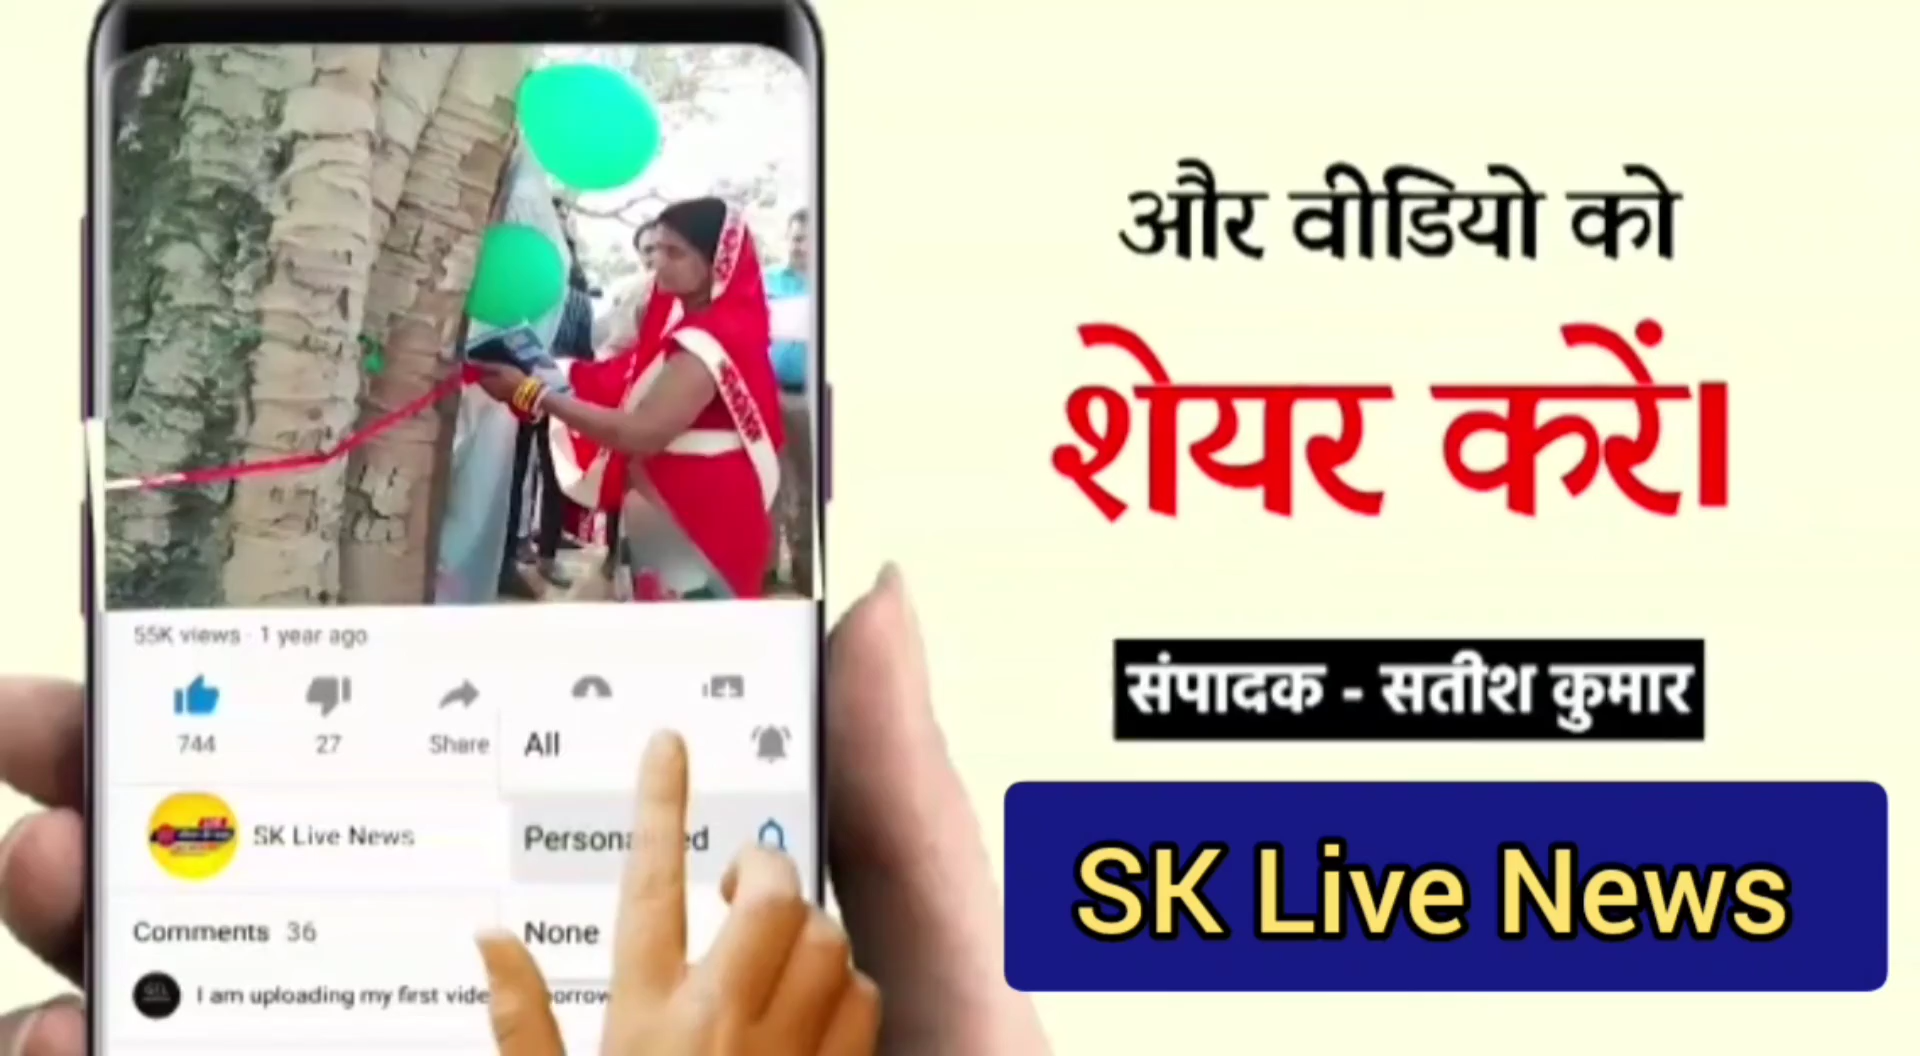 और वीडियो को
शेयर करें।
संपादक - सतीश कुमार
SK Live News
55K views · 1 year ago
744
27
Share
All
SK Live News
Comments 36
None
I am uploading my first